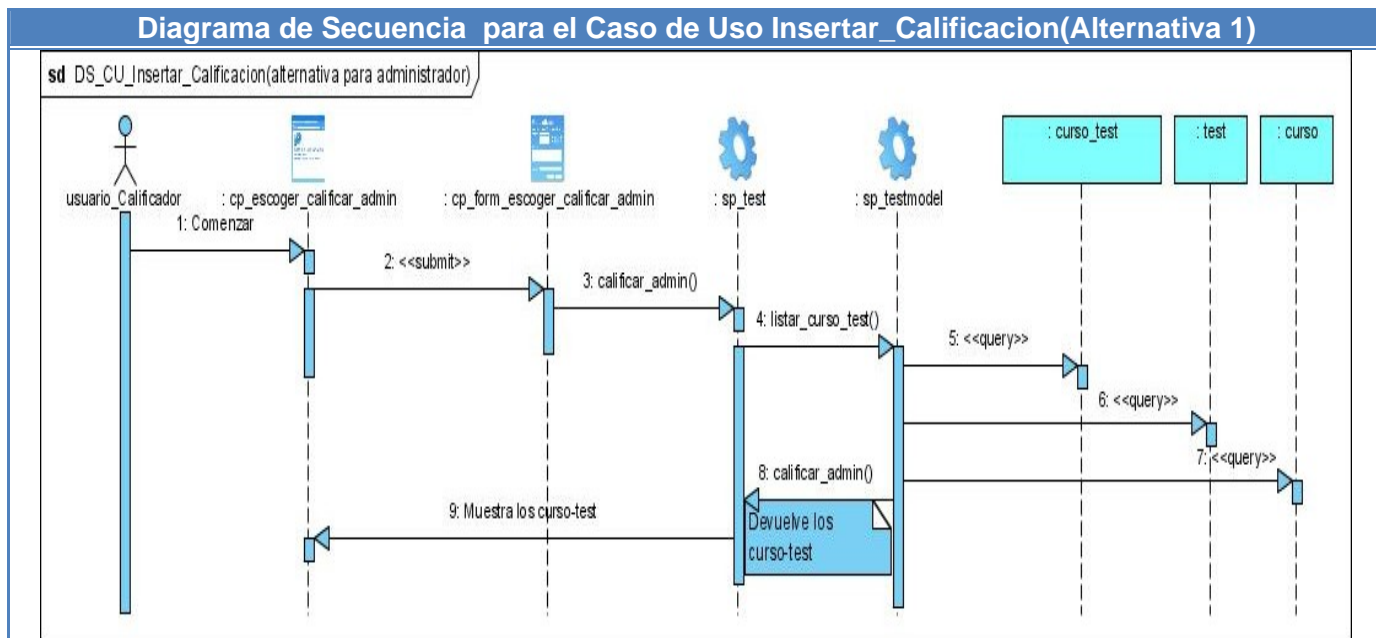 Diagrama de Secuencia para el Caso de Uso Insertar_Calificacion(Alternativa 1)
sd DS_CU_Insertar_Calificacion(alternativa para administrador)
: curso_test
: test
: curso
usuario_Calificador
: cp_escoger_calificar_admin
: cp_form_escoger_calificar_admin
: sp_test
: sp_testmodel
1: Comenzar
2: <<submit>>
3: calificar_admin()
4: listar_curso_test()
5: <<query>>
6: <<query>>
7: <<query>>
8: calificar_admin()
9: Muestra los curso-test
Devuelve los
curso-test